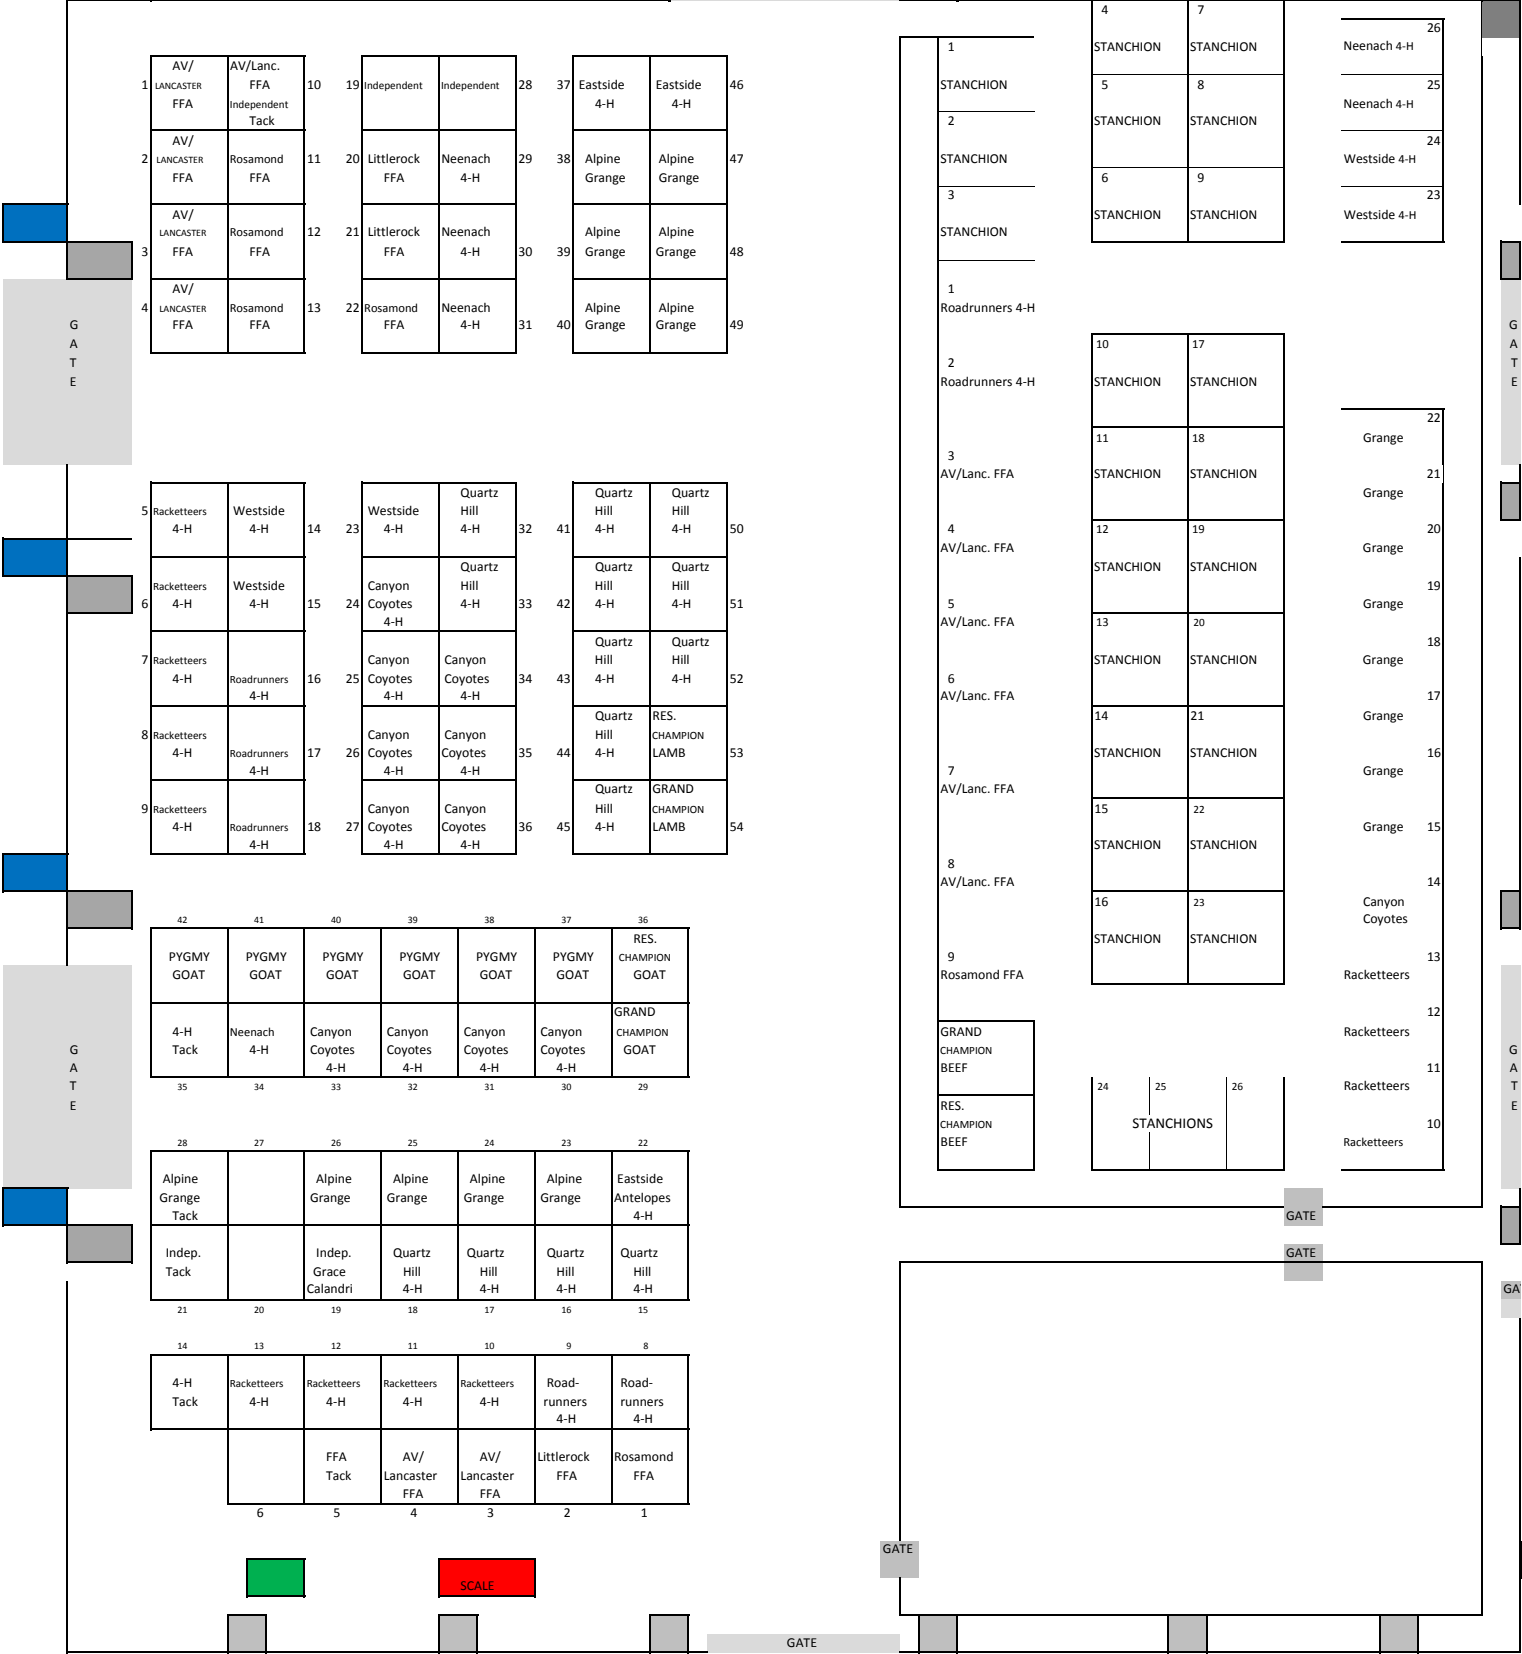 1 AV/ LANCASTER FFA
AV/Lanc. FFA Independent Tack 10
19 Independent
Independent 28
37 Eastside 4-H
Eastside 4-H 46
2 AV/ LANCASTER FFA
Rosamond FFA 11
20 Littlerock FFA
Neenach 4-H 29
38 Alpine Grange
Alpine Grange 47
3 AV/ LANCASTER FFA
Rosamond FFA 12
21 Littlerock FFA
Neenach 4-H 30
39 Alpine Grange
Alpine Grange 48
4 AV/ LANCASTER FFA
Rosamond FFA 13
22 Rosamond FFA
Neenach 4-H 31
40 Alpine Grange
Alpine Grange 49
GATE
5 Racketteers 4-H
Westside 4-H 14
23 Westside 4-H
Quartz Hill 4-H 32
41 Quartz Hill 4-H
Quartz Hill 4-H 50
6 Racketteers 4-H
Westside 4-H 15
24 Canyon Coyotes 4-H
Quartz Hill 4-H 33
42 Quartz Hill 4-H
Quartz Hill 4-H 51
7 Racketteers 4-H
Roadrunners 4-H 16
25 Canyon Coyotes 4-H
Canyon Coyotes 4-H 34
43 Quartz Hill 4-H
Quartz Hill 4-H 52
8 Racketteers 4-H
Roadrunners 4-H 17
26 Canyon Coyotes 4-H
Canyon Coyotes 4-H 35
44 Quartz Hill 4-H
RES. CHAMPION LAMB 53
9 Racketteers 4-H
Roadrunners 4-H 18
27 Canyon Coyotes 4-H
Canyon Coyotes 4-H 36
45 Quartz Hill 4-H
GRAND CHAMPION LAMB 54
42 41 40 39 38 37 36
PYGMY GOAT
PYGMY GOAT
PYGMY GOAT
PYGMY GOAT
PYGMY GOAT
PYGMY GOAT
RES. CHAMPION GOAT
4-H Tack
Neenach 4-H
Canyon Coyotes 4-H
Canyon Coyotes 4-H
Canyon Coyotes 4-H
Canyon Coyotes 4-H
GRAND CHAMPION GOAT
35 34 33 32 31 30 29
GATE
28 27 26 25 24 23 22
Alpine Grange Tack
Alpine Grange
Alpine Grange
Alpine Grange
Alpine Grange
Eastside Antelopes 4-H
Indep. Tack
Indep. Grace Calandri
Quartz Hill 4-H
Quartz Hill 4-H
Quartz Hill 4-H
Quartz Hill 4-H
21 20 19 18 17 16 15
14 13 12 11 10 9 8
4-H Tack
Racketteers 4-H
Racketteers 4-H
Racketteers 4-H
Racketteers 4-H
Road- runners 4-H
Road- runners 4-H
FFA Tack
AV/ Lancaster FFA
AV/ Lancaster FFA
Littlerock FFA
Rosamond FFA
6 5 4 3 2 1
SCALE
GATE
1 STANCHION
2 STANCHION
3 STANCHION
1 Roadrunners 4-H
2 Roadrunners 4-H
3 AV/Lanc. FFA
4 AV/Lanc. FFA
5 AV/Lanc. FFA
6 AV/Lanc. FFA
7 AV/Lanc. FFA
8 AV/Lanc. FFA
9 Rosamond FFA
GRAND CHAMPION BEEF
RES. CHAMPION BEEF
4 STANCHION
7 STANCHION
5 STANCHION
8 STANCHION
6 STANCHION
9 STANCHION
10 STANCHION
17 STANCHION
11 STANCHION
18 STANCHION
12 STANCHION
19 STANCHION
13 STANCHION
20 STANCHION
14 STANCHION
21 STANCHION
15 STANCHION
22 STANCHION
16 STANCHION
23 STANCHION
24 25 26
STANCHIONS
26 Neenach 4-H
25 Neenach 4-H
24 Westside 4-H
23 Westside 4-H
22 Grange
21 Grange
20 Grange
19 Grange
18 Grange
17 Grange
16 Grange
Grange 15
14 Canyon Coyotes
13 Racketteers
12 Racketteers
11 Racketteers
10 Racketteers
GATE
GATE
GATE
GATE
GATE
GA